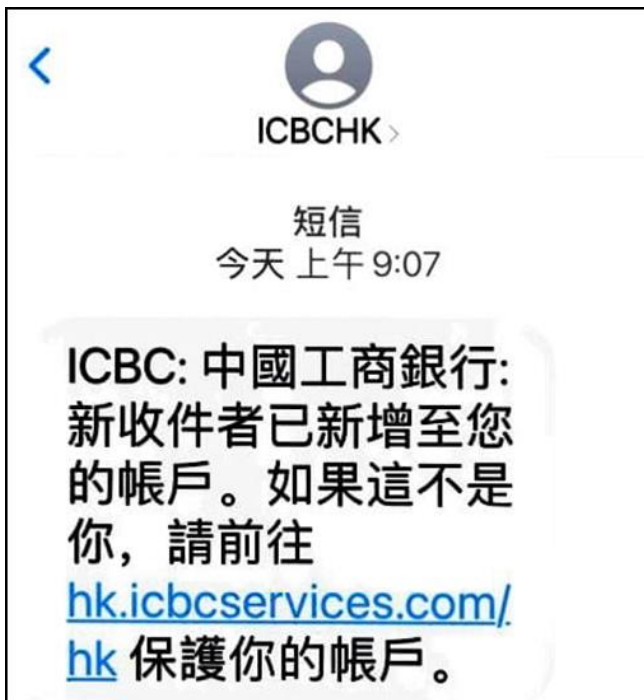 ICBCHK
短信
今天 上午 9:07
ICBC: 中國工商銀行:
新收件者已新增至您
的帳戶。如果這不是
你，請前往
hk.icbcservices.com/
hk 保護你的帳戶。